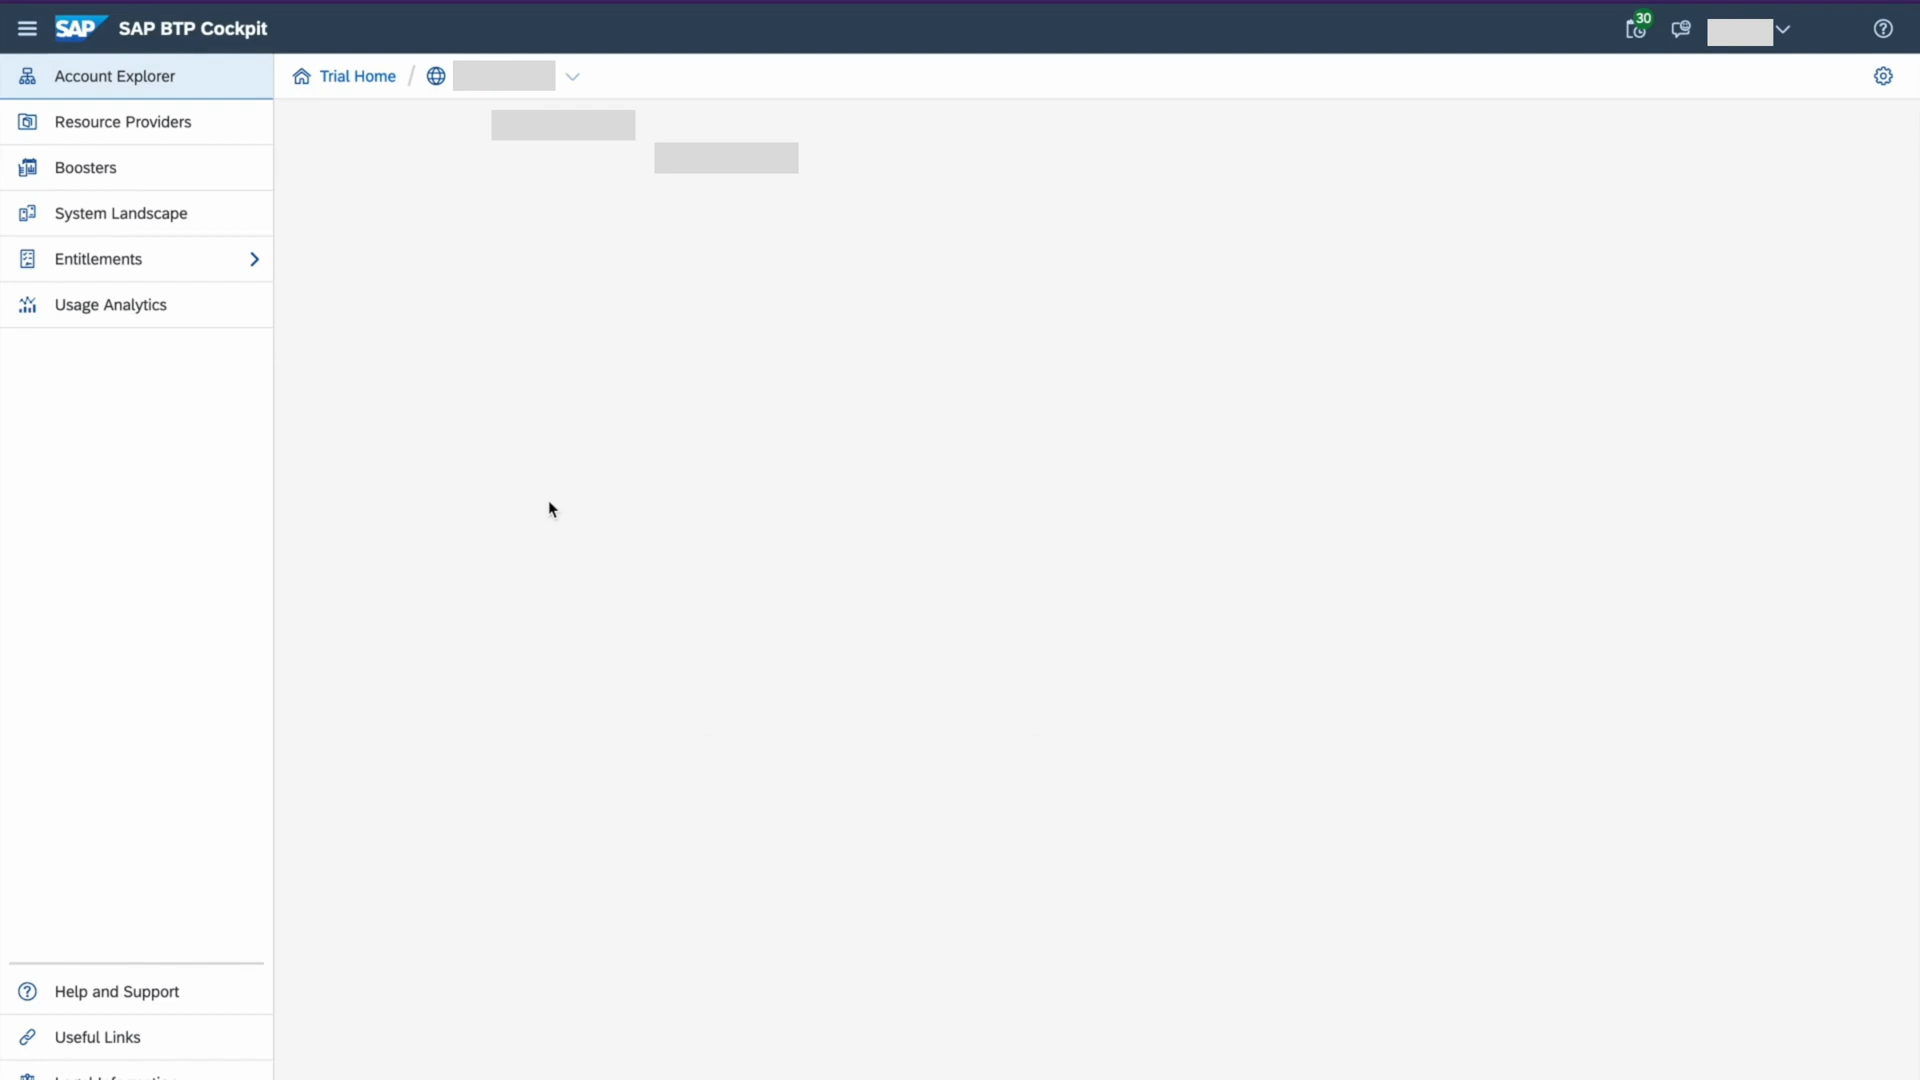 SAP SAP BTP Cockpit
30
Account Explorer
Trial Home /
Resource Providers
Boosters
System Landscape
Entitlements
Usage Analytics
Help and Support
Useful Links